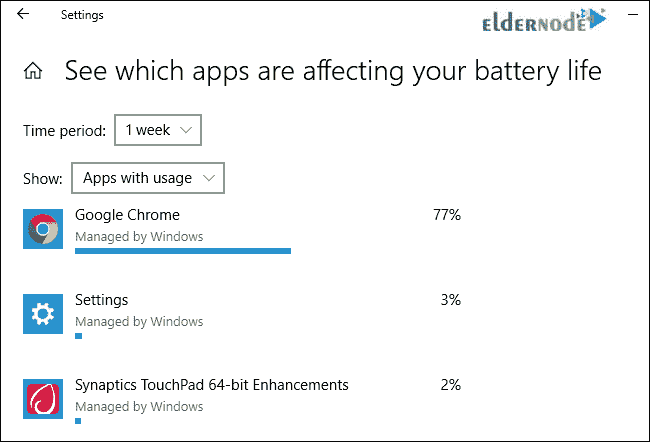 Settings
ELDERNODE
See which apps are affecting your battery life
Time period: 1 week
Show: Apps with usage
Google Chrome 77%
Managed by Windows
Settings 3%
Managed by Windows
Synaptics TouchPad 64-bit Enhancements 2%
Managed by Windows